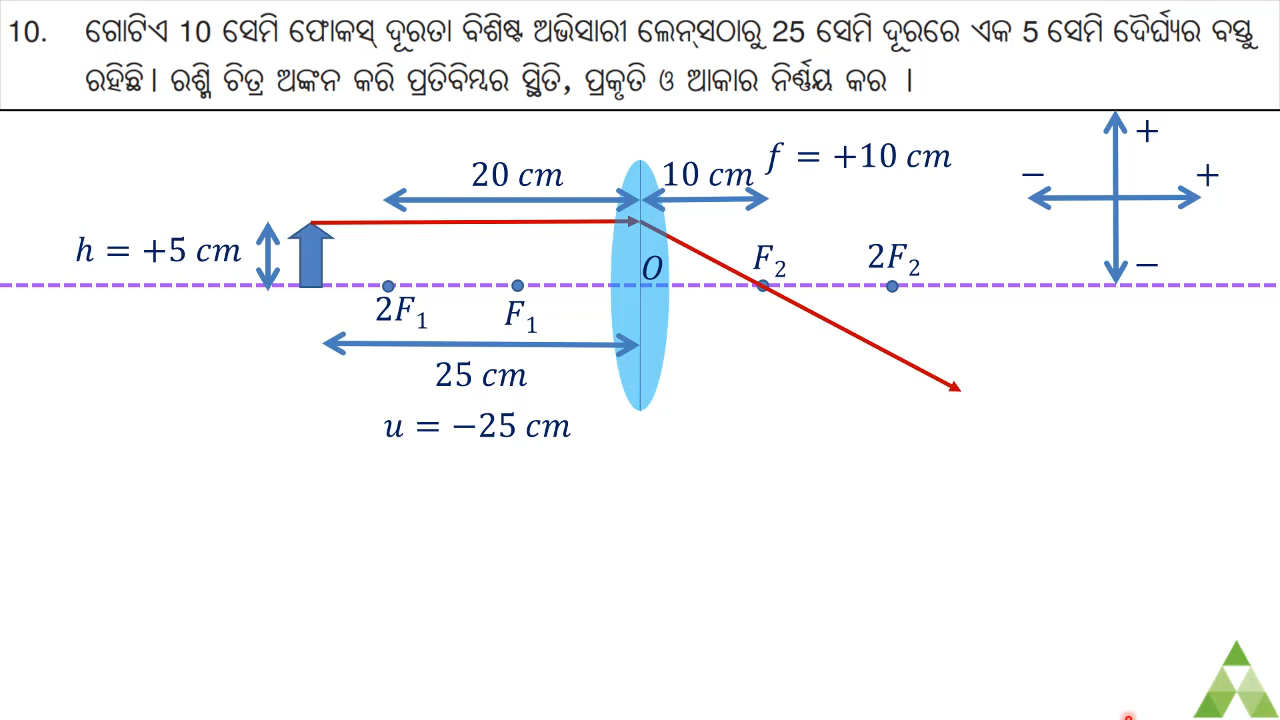 10. ଗୋଟିଏ 10 ସେମି ଫୋକସ୍ ଦୂରତା ବିଶିଷ୍ଟ ଅଭିସାରୀ ଲେନ୍ସଠାରୁ 25 ସେମି ଦୂରରେ ଏକ 5 ସେମି ଦୈର୍ଘ୍ୟର ବସ୍ତୁ
ରହିଛି। ରଶ୍ମି ଚିତ୍ର ଅଙ୍କନ କରି ପ୍ରତିବିମ୍ବର ସ୍ଥିତି, ପ୍ରକୃତି ଓ ଆକାର ନିର୍ଣ୍ଣୟ କର ।
20 cm
10 cm
f = +10 cm
+
−
+
−
h = +5 cm
O
F₂
2F₂
2F₁
F₁
25 cm
u = −25 cm